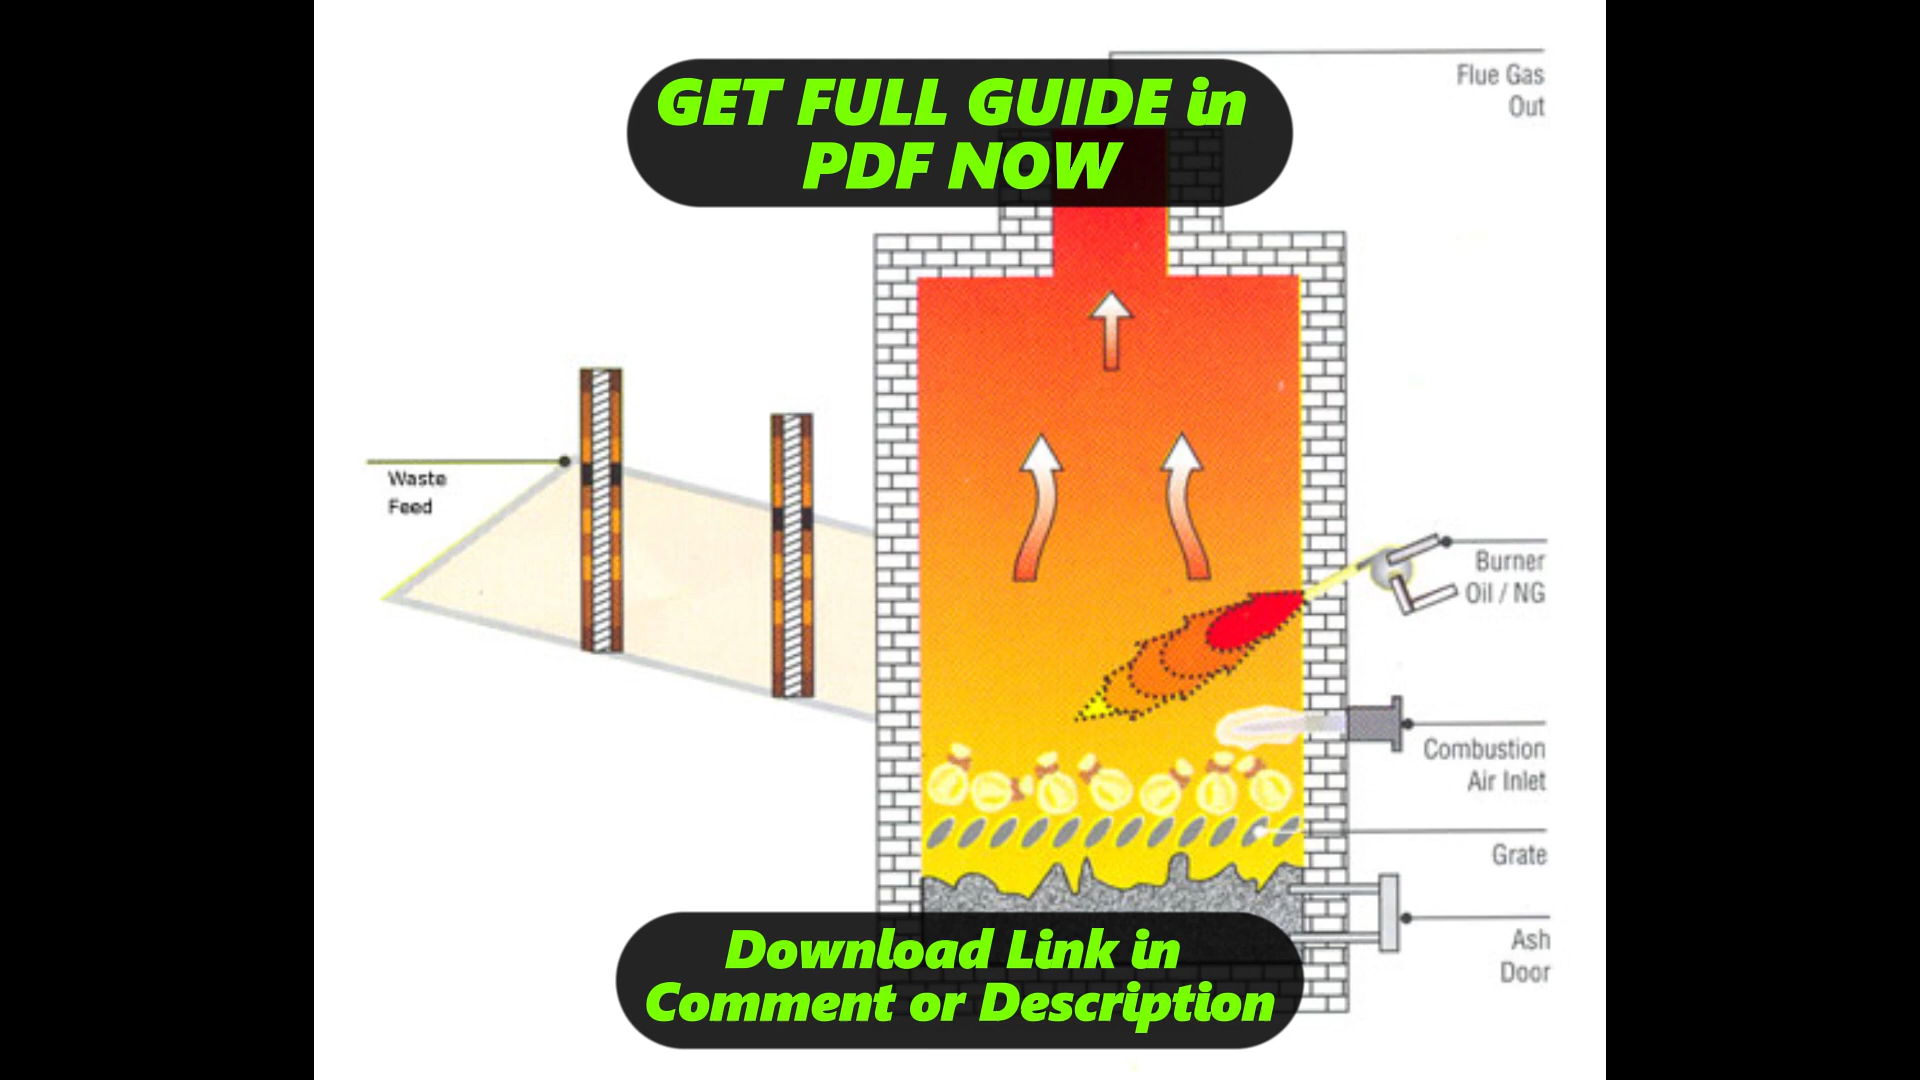 GET FULL GUIDE in
PDF NOW
Flue Gas
Out
Waste
Feed
Burner
Oil / NG
Combustion
Air Inlet
Grate
Ash
Door
Download Link in
Comment or Description